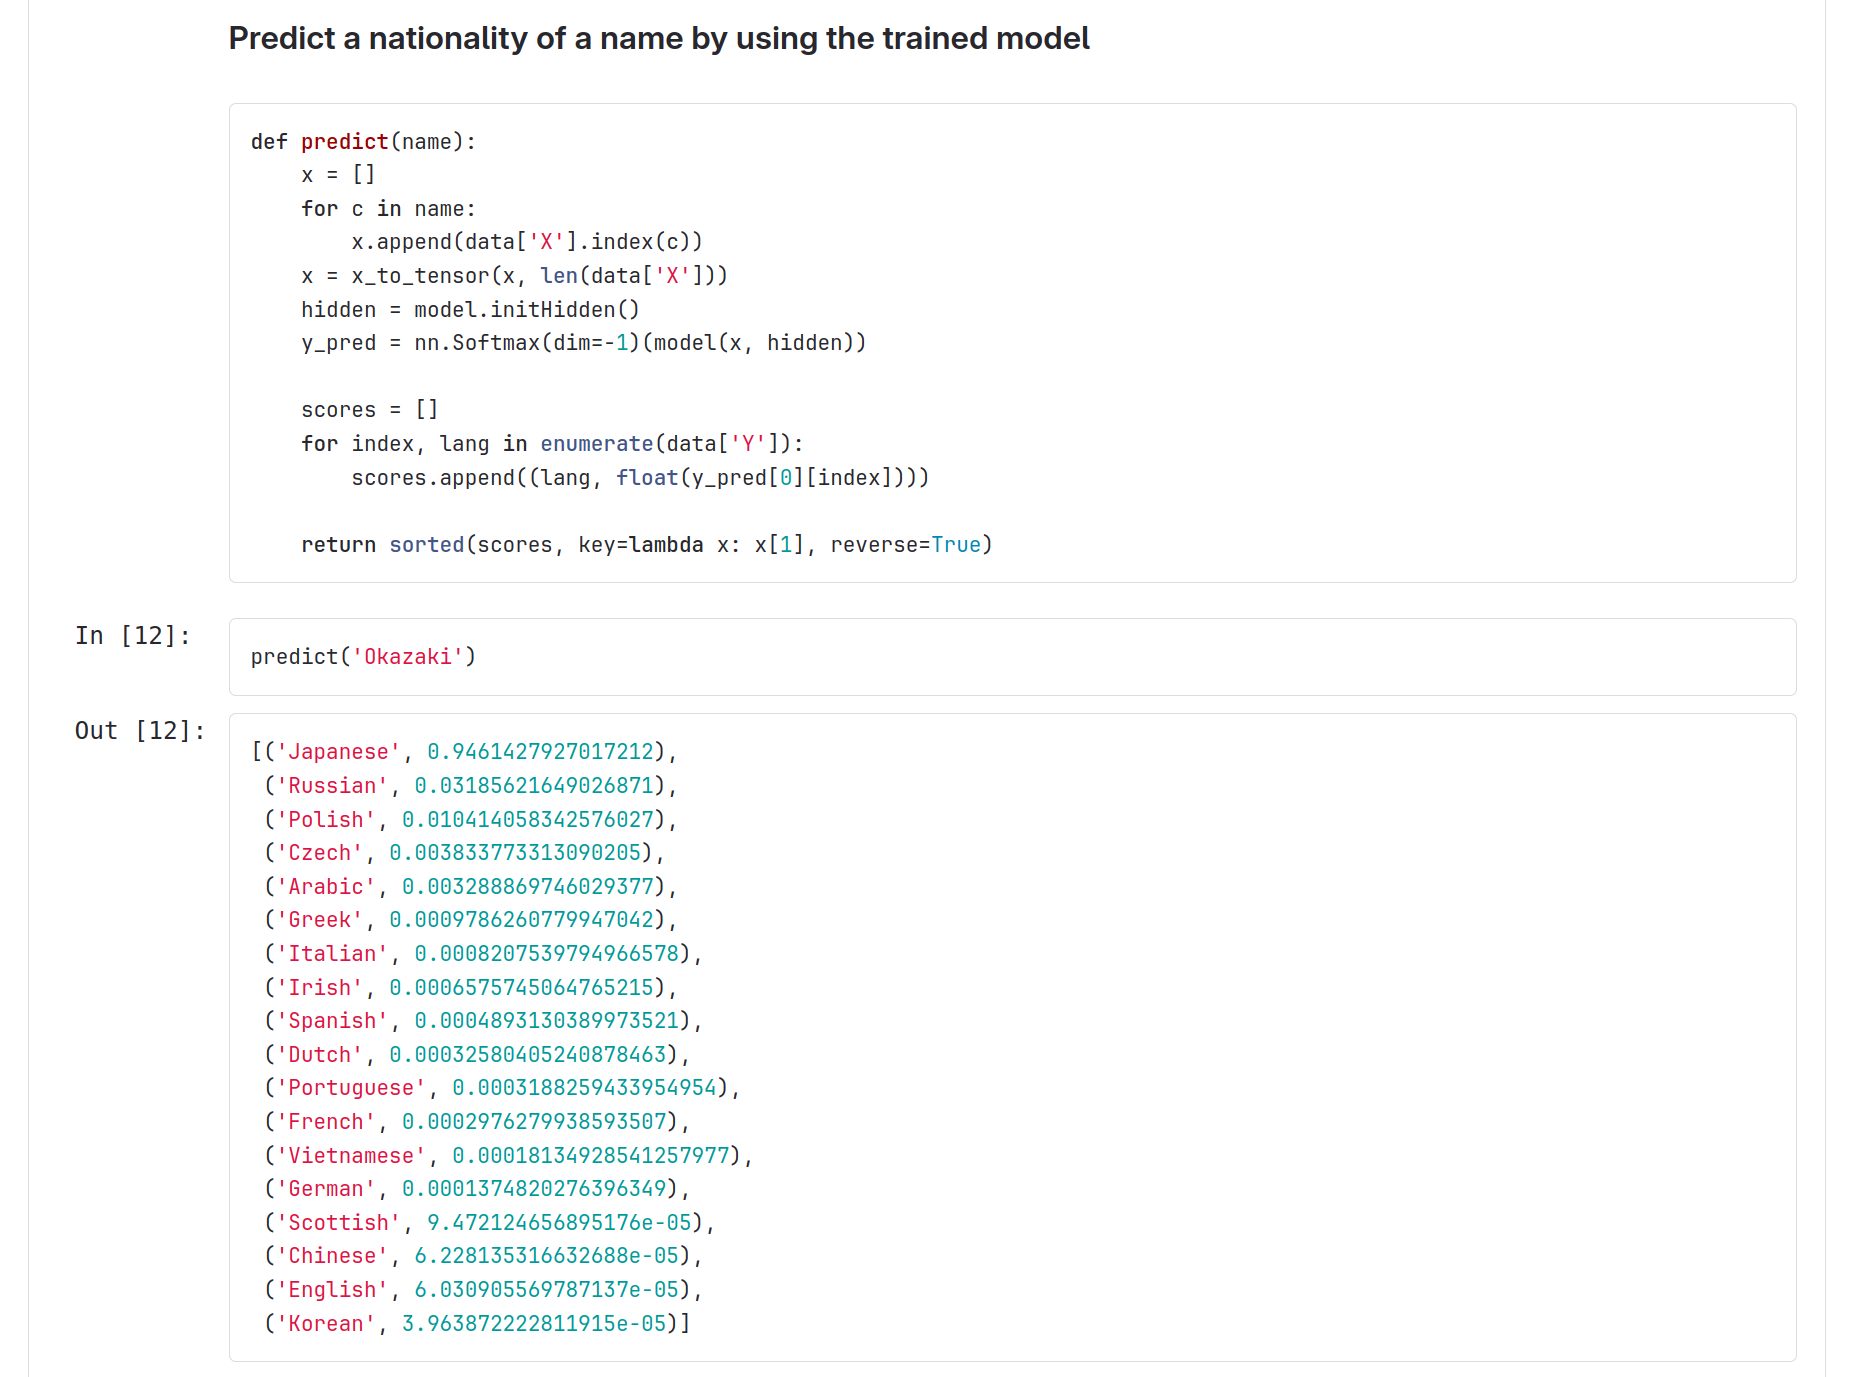 Predict a nationality of a name by using the trained model
def predict(name):
    x = []
    for c in name:
        x.append(data['X'].index(c))
    x = x_to_tensor(x, len(data['X']))
    hidden = model.initHidden()
    y_pred = nn.Softmax(dim=-1)(model(x, hidden))
    scores = []
    for index, lang in enumerate(data['Y']):
        scores.append((lang, float(y_pred[0][index])))
    return sorted(scores, key=lambda x: x[1], reverse=True)
In [12]:
predict('Okazaki')
Out [12]:
[('Japanese', 0.9461427927017212),
 ('Russian', 0.03185621649026871),
 ('Polish', 0.010414058342576027),
 ('Czech', 0.003833773313090205),
 ('Arabic', 0.003288869746029377),
 ('Greek', 0.0009786260779947042),
 ('Italian', 0.0008207539794966578),
 ('Irish', 0.0006575745064765215),
 ('Spanish', 0.0004893130389973521),
 ('Dutch', 0.00032580405240878463),
 ('Portuguese', 0.0003188259433954954),
 ('French', 0.0002976279938593507),
 ('Vietnamese', 0.00018134928541257977),
 ('German', 0.0001374820276396349),
 ('Scottish', 9.472124656895176e-05),
 ('Chinese', 6.228135316632688e-05),
 ('English', 6.030905569787137e-05),
 ('Korean', 3.963872222811915e-05)]